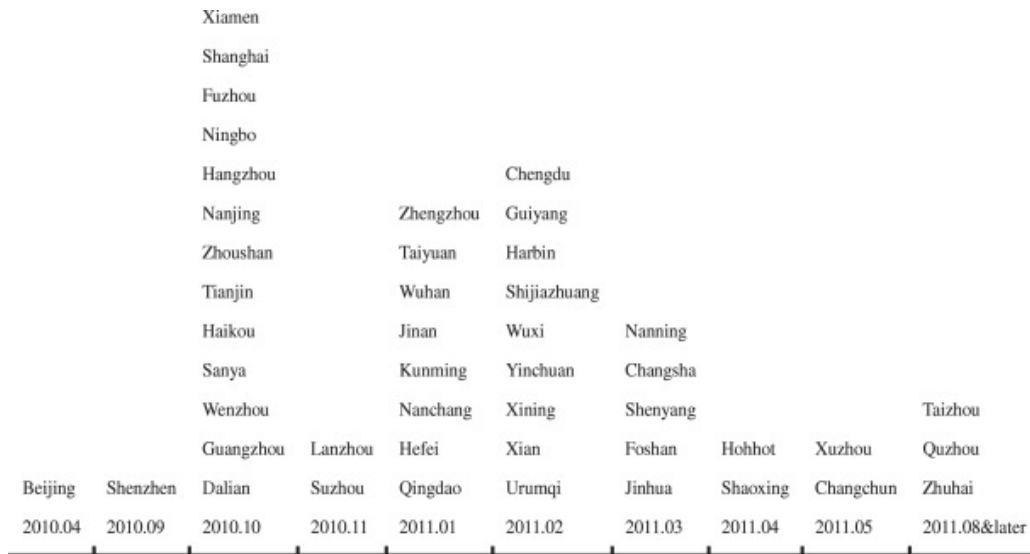 Xiamen
Shanghai
Fuzhou
Ningbo
Hangzhou Chengdu
Nanjing Zhengzhou Guiyang
Zhoushan Taiyuan Harbin
Tianjin Wuhan Shijiazhuang
Haikou Jinan Wuxi Nanning
Sanya Kunming Yinchuan Changsha
Wenzhou Nanchang Xining Shenyang Taizhou
Guangzhou Lanzhou Hefei Xian Foshan Hohhot Xuzhou Quzhou
Beijing Shenzhen Dalian Suzhou Qingdao Urumqi Jinhua Shaoxing Changchun Zhuhai
2010.04 2010.09 2010.10 2010.11 2011.01 2011.02 2011.03 2011.04 2011.05 2011.08&later